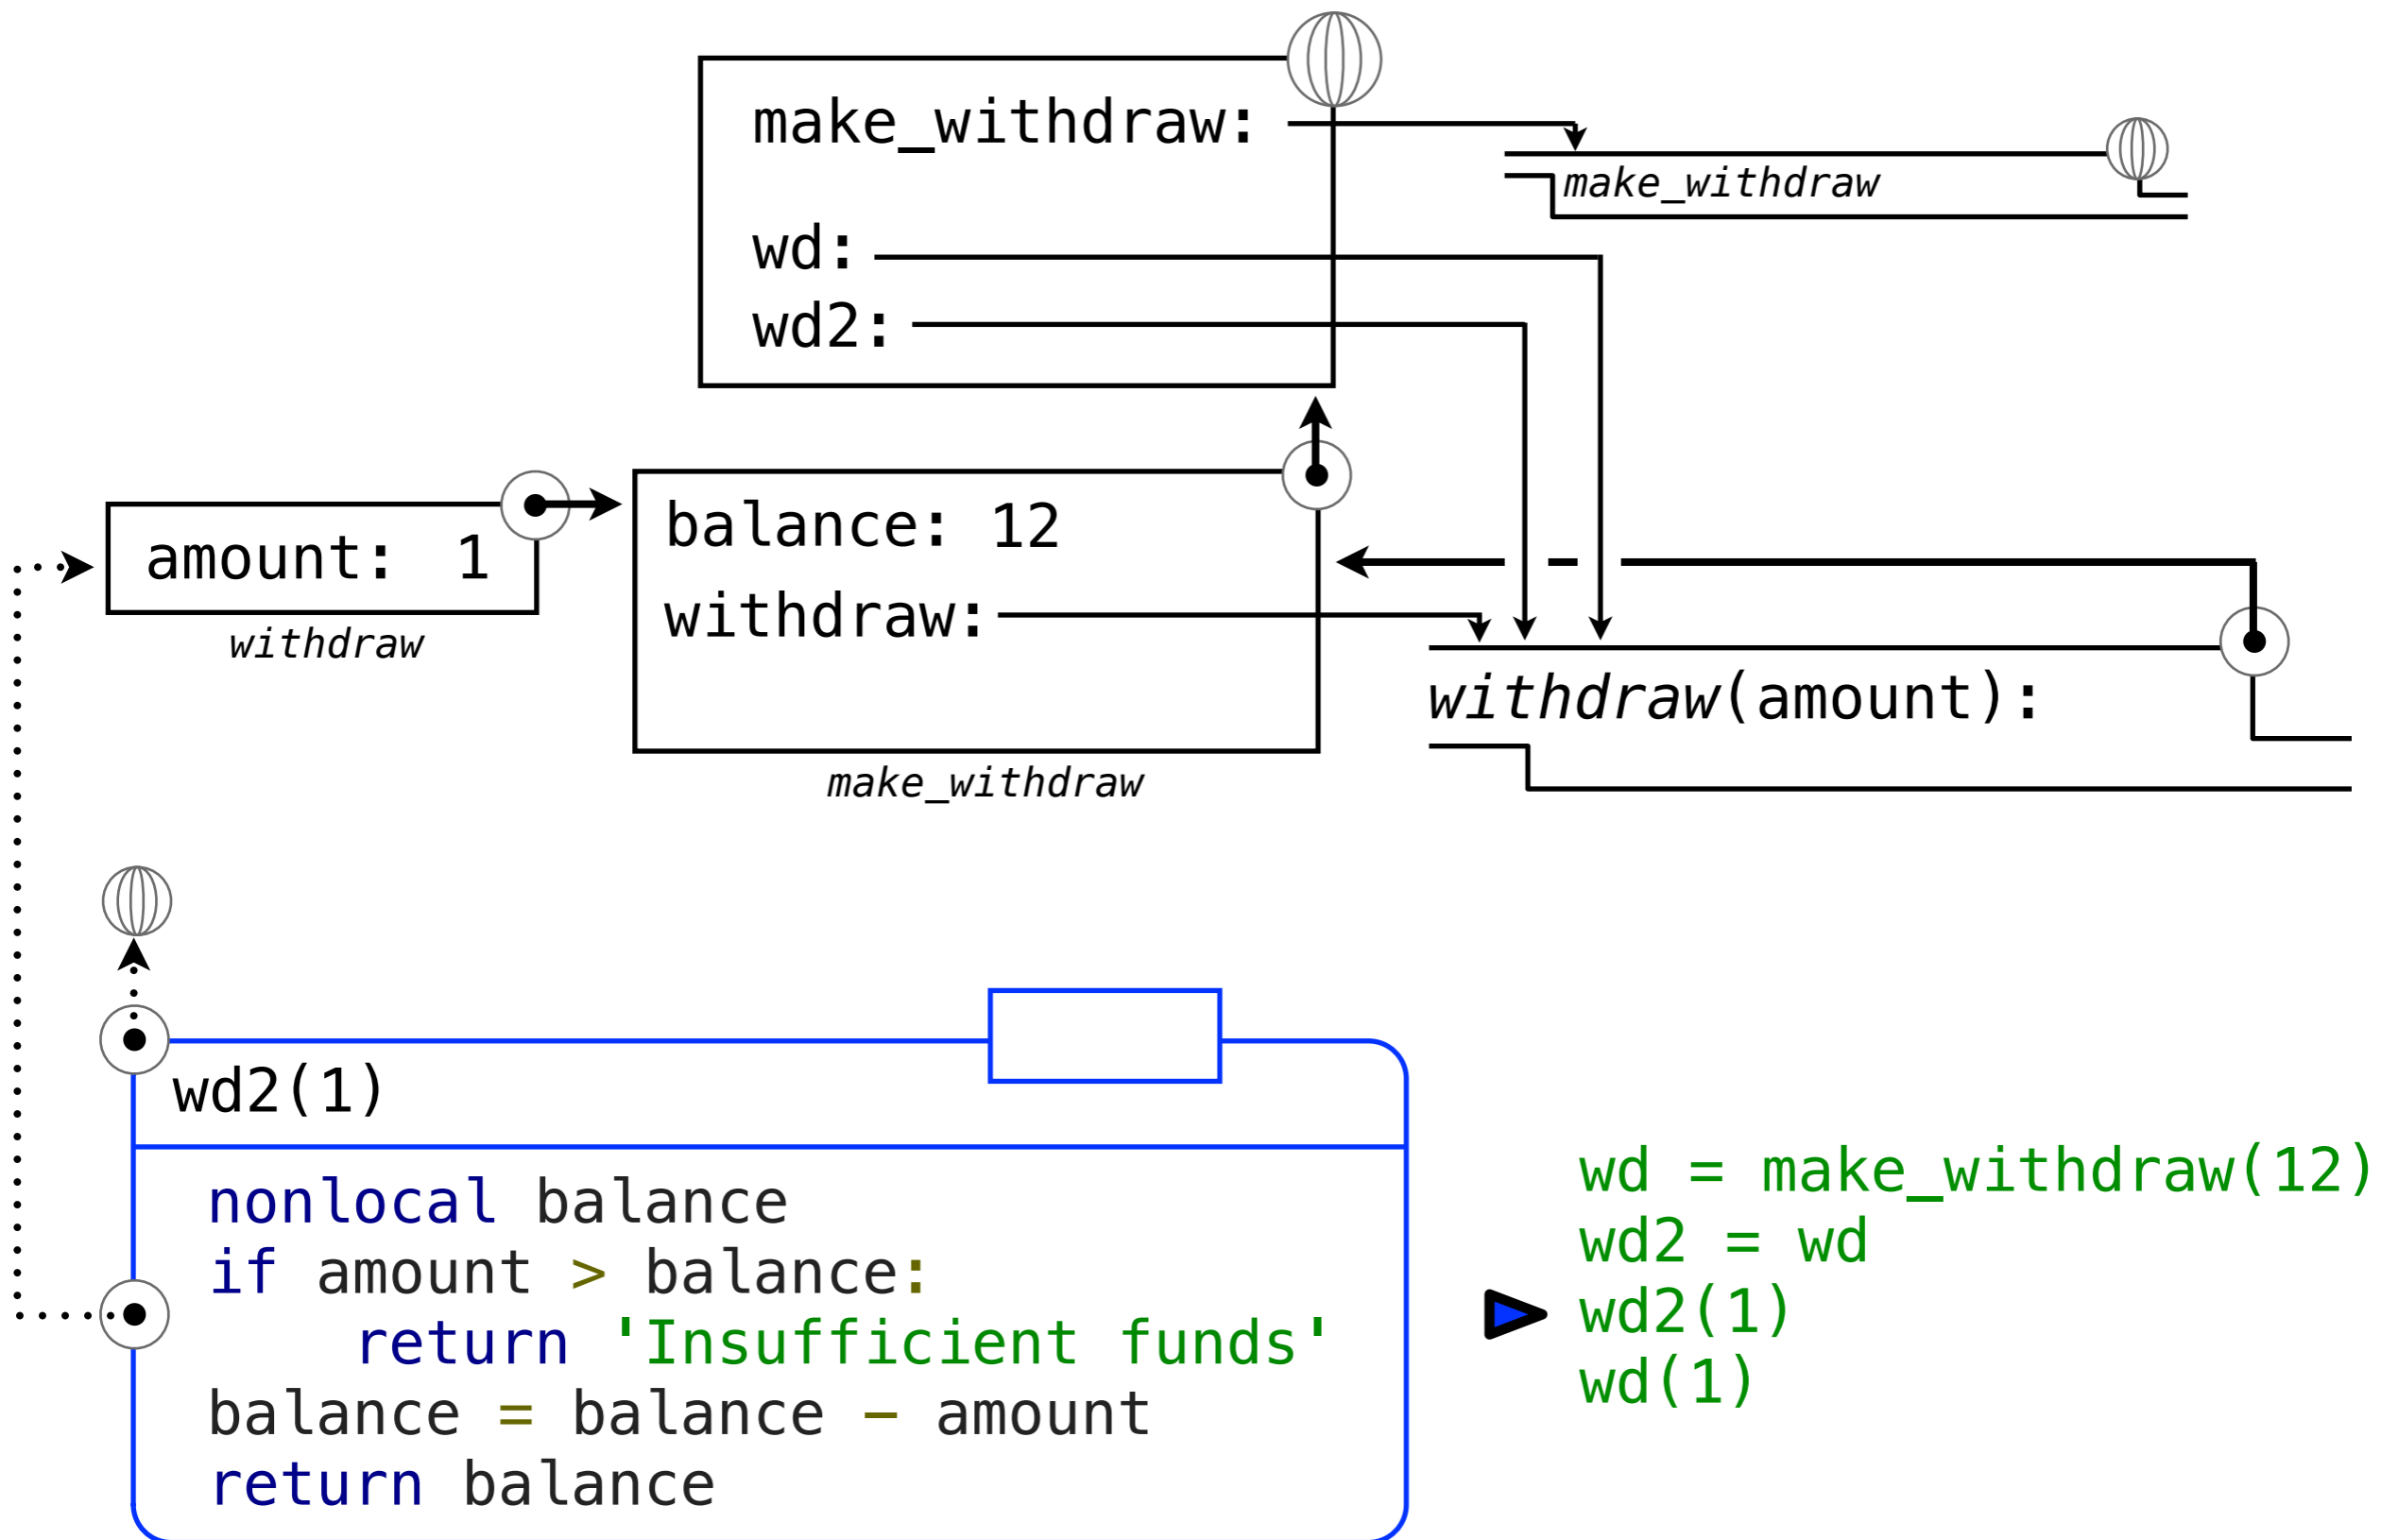 make_withdraw:
make_withdraw
wd:
wd2:
balance: 12
amount: 1
withdraw:
withdraw
withdraw(amount):
make_withdraw
wd2(1)
nonlocal balance
if amount > balance:
return 'Insufficient funds'
balance = balance − amount
return balance
wd = make_withdraw(12)
wd2 = wd
wd2(1)
wd(1)